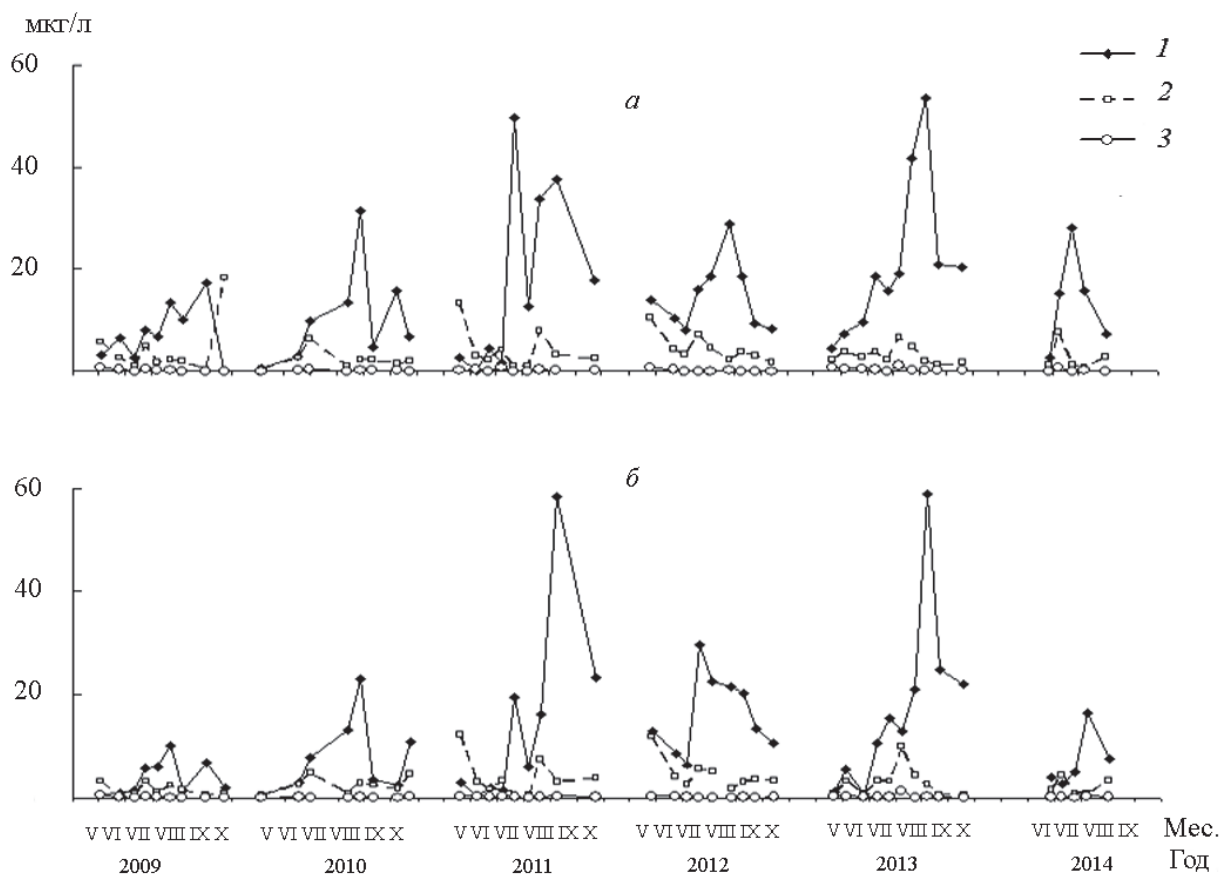 мкг/л
60
40
20
а
1
2
3
60
40
20
б
V VI VII VIII IX X V VI VII VIII IX X V VI VII VIII IX X V VI VII VIII IX X V VI VII VIII IX X VI VII VIII IX Мес.
2009 2010 2011 2012 2013 2014 Год